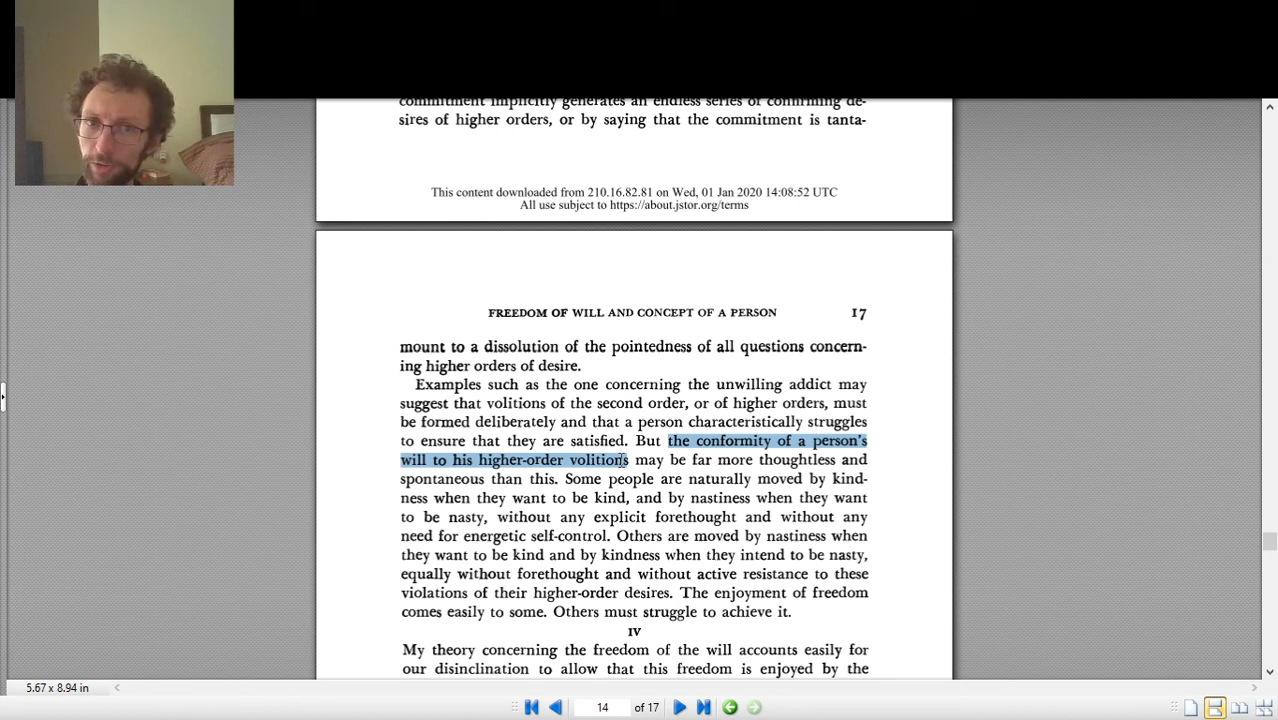 commitment implicitly generates an endless series of confirming de-
sires of higher orders, or by saying that the commitment is tanta-
This content downloaded from 210.16.82.81 on Wed, 01 Jan 2020 14:08:52 UTC
All use subject to https://about.jstor.org/terms
FREEDOM OF WILL AND CONCEPT OF A PERSON 17
mount to a dissolution of the pointedness of all questions concern-
ing higher orders of desire.
Examples such as the one concerning the unwilling addict may
suggest that volitions of the second order, or of higher orders, must
be formed deliberately and that a person characteristically struggles
to ensure that they are satisfied. But the conformity of a person's
will to his higher-order volitions may be far more thoughtless and
spontaneous than this. Some people are naturally moved by kind-
ness when they want to be kind, and by nastiness when they want
to be nasty, without any explicit forethought and without any
need for energetic self-control. Others are moved by nastiness when
they want to be kind and by kindness when they intend to be nasty,
equally without forethought and without active resistance to these
violations of their higher-order desires. The enjoyment of freedom
comes easily to some. Others must struggle to achieve it.
IV
My theory concerning the freedom of the will accounts easily for
our disinclination to allow that this freedom is enjoyed by the
5.67 x 8.94 in
14 of 17